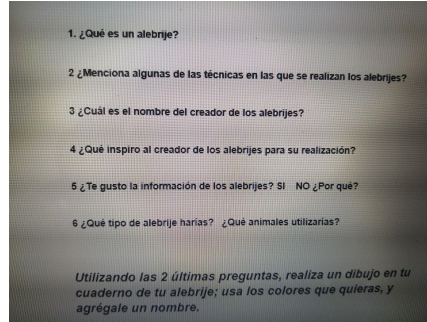 1. ¿Qué es un alebrije?
2 ¿Menciona algunas de las técnicas en las que se realizan los alebrijes?
3 ¿Cuál es el nombre del creador de los alebrijes?
4 ¿Qué inspiro al creador de los alebrijes para su realización?
5 ¿Te gusto la información de los alebrijes? SI NO ¿Por qué?
6 ¿Qué tipo de alebrije harías? ¿Qué animales utilizarías?
Utilizando las 2 últimas preguntas, realiza un dibujo en tu
cuaderno de tu alebrije; usa los colores que quieras, y
agrégale un nombre.